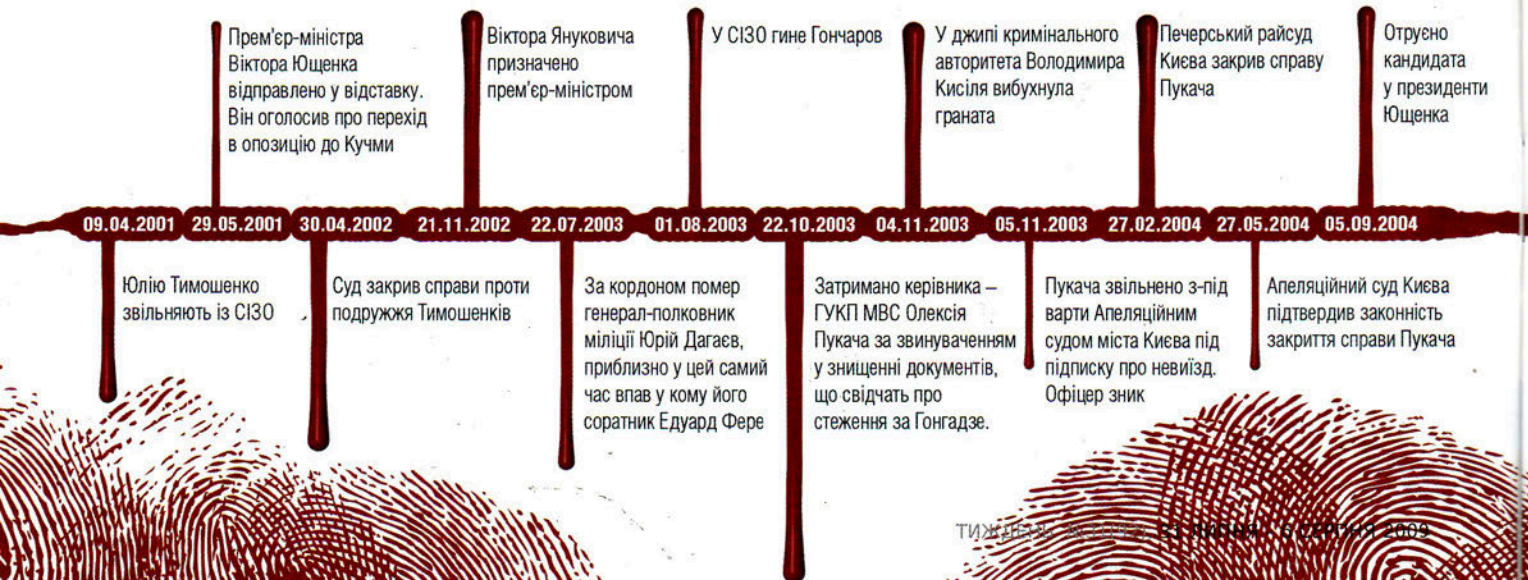 Прем'єр-міністра
Віктора Ющенка
відправлено у відставку.
Він оголосив про перехід
в опозицію до Кучми
Віктора Януковича
призначено
прем'єр-міністром
У СІЗО гине Гончаров
У джипі кримінального
авторитета Володимира
Кисіля вибухнула
граната
Печерський райсуд
Києва закрив справу
Пукача
Отруєно
кандидата
у президенти
Ющенка
09.04.2001 29.05.2001 30.04.2002 21.11.2002 22.07.2003 01.08.2003 22.10.2003 04.11.2003 05.11.2003 27.02.2004 27.05.2004 05.09.2004
Юлію Тимошенко
звільняють із СІЗО
Суд закрив справи проти
подружжя Тимошенків
За кордоном помер
генерал-полковник
міліції Юрій Дагаєв,
приблизно у цей самий
час впав у кому його
соратник Едуард Фере
Затримано керівника –
ГУКП МВС Олексія
Пукача за звинуваченням
у знищенні документів,
що свідчать про
стеження за Гонгадзе.
Пукача звільнено з-під
варти Апеляційним
судом міста Києва під
підписку про невиїзд.
Офіцер зник
Апеляційний суд Києва
підтвердив законність
закриття справи Пукача
ТИЖДЕНЬ 31 ЛИПНЯ - 6 СЕРПНЯ 2009